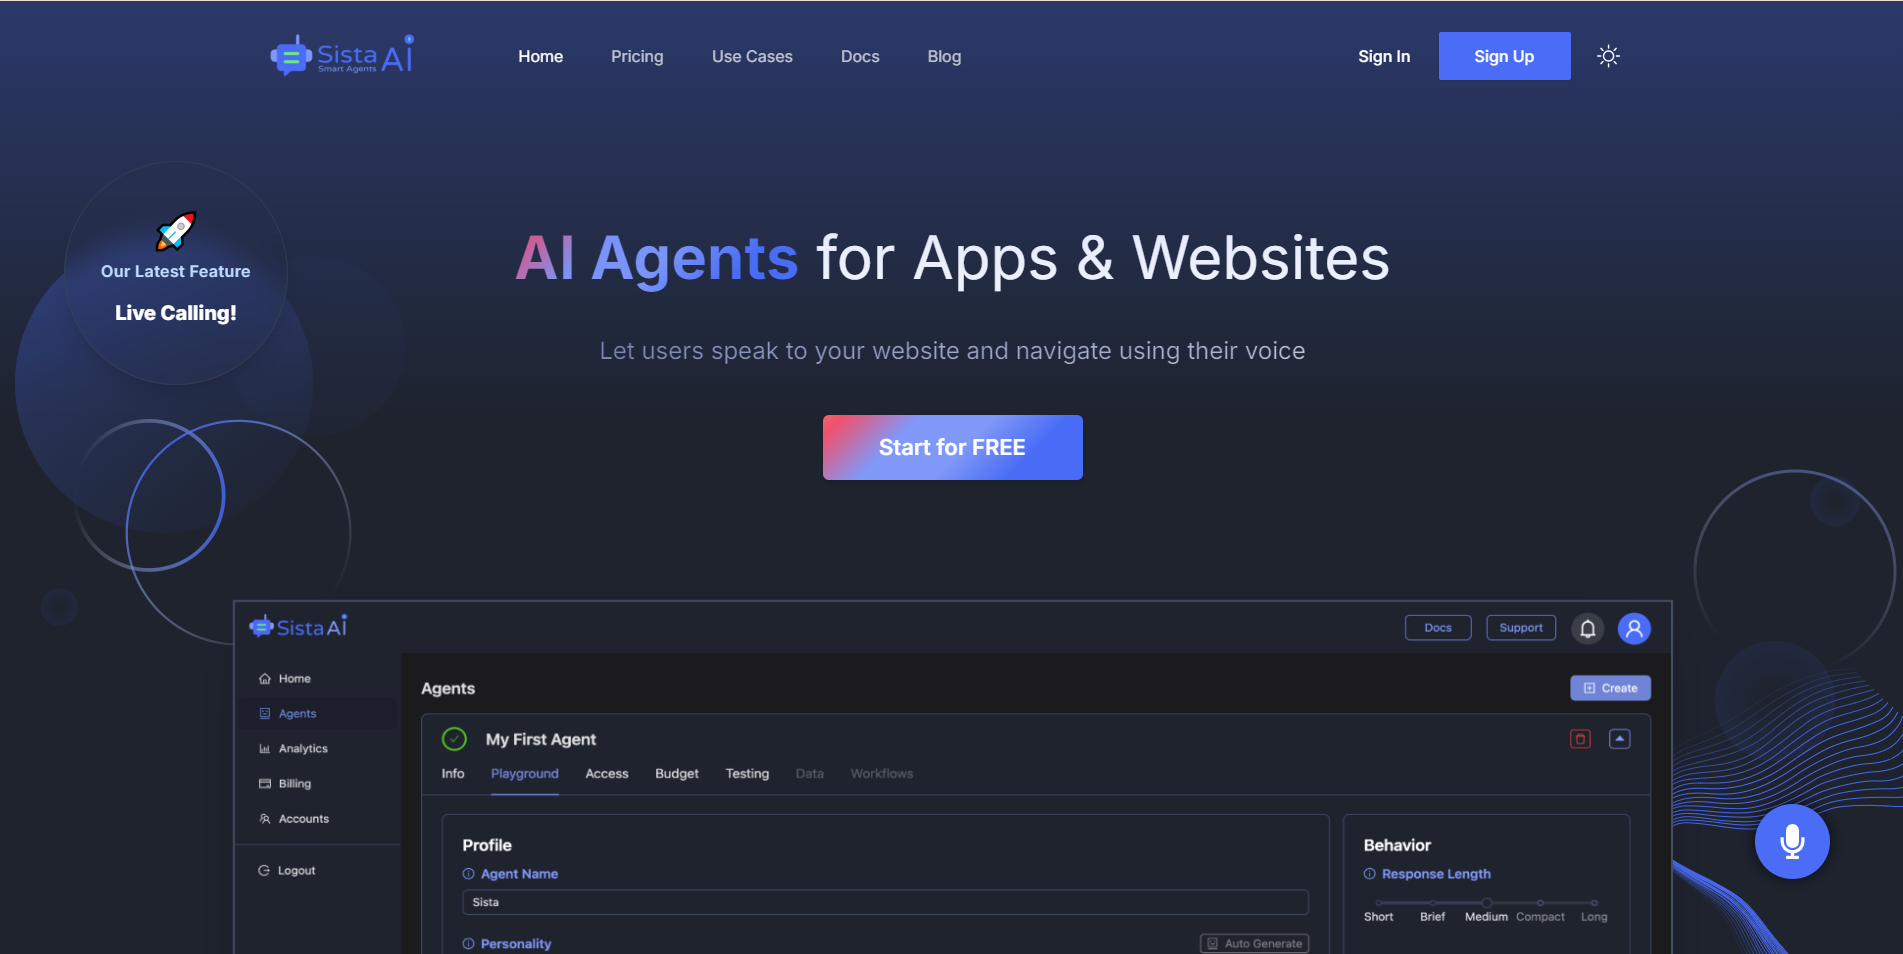 Sista Ai
Smart Agents
Home
Pricing
Use Cases
Docs
Blog
Sign In
Sign Up
Our Latest Feature
Live Calling!
AI Agents for Apps & Websites
Let users speak to your website and navigate using their voice
Start for FREE
Sista Ai
Docs
Support
Home
Agents
Analytics
Billing
Accounts
Logout
Agents
Create
My First Agent
Info
Playground
Access
Budget
Testing
Data
Workflows
Profile
Agent Name
Sista
Personality
Auto Generate
Behavior
Response Length
Short
Brief
Medium
Compact
Long